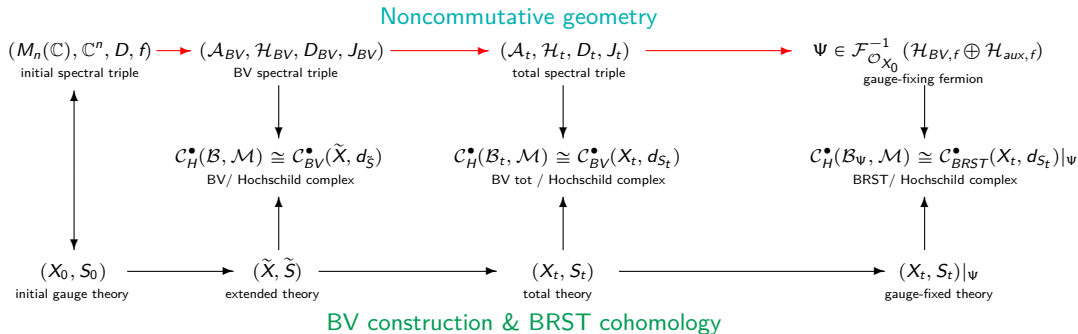 Noncommutative geometry
(Mₙ(ℂ), ℂⁿ, D, f) (𝒜_BV, ℋ_BV, D_BV, J_BV) (𝒜_t, ℋ_t, D_t, J_t) Ψ ∈ ℱ^{-1}_{𝒪_{X_0}}(ℋ_{BV,f} ⊕ ℋ_{aux,f})
initial spectral triple BV spectral triple total spectral triple gauge-fixing fermion
𝒞^•_H(ℬ, ℳ) ≅ 𝒞^•_{BV}(X̃, d_{S̃}) 𝒞^•_H(ℬ_t, ℳ) ≅ 𝒞^•_{BV}(X_t, d_{S_t}) 𝒞^•_H(ℬ_Ψ, ℳ) ≅ 𝒞^•_{BRST}(X_t, d_{S_t})|_Ψ
BV/ Hochschild complex BV tot / Hochschild complex BRST/ Hochschild complex
(X_0, S_0) (X̃, S̃) (X_t, S_t) (X_t, S_t)|_Ψ
initial gauge theory extended theory total theory gauge-fixed theory
BV construction & BRST cohomology